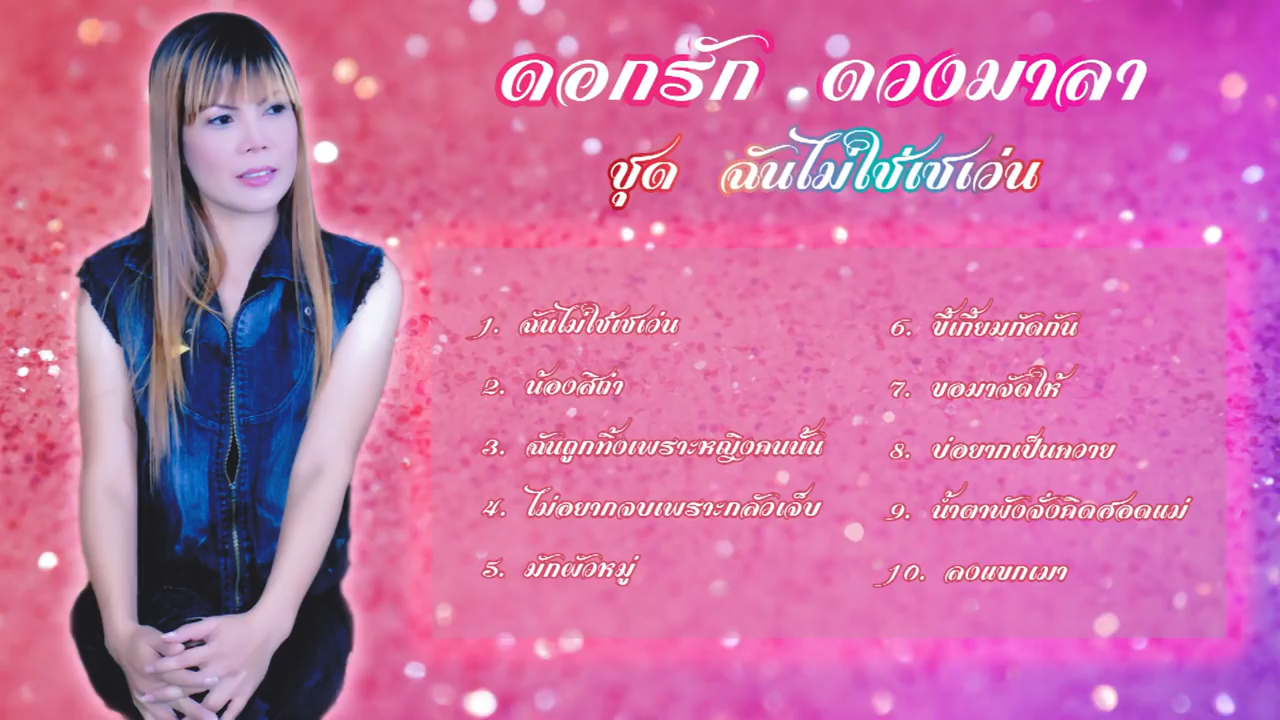 ดอกรัก ดวงมาลา
ชุด ฉันไม่ใช่เซเว่น
1. ฉันไม่ใช่เซเว่น
2. น้องสิถ่า
3. ฉันถูกทิ้งเพราะหญิงคนนั้น
4. ไม่อยากจบเพราะกลัวเจ็บ
5. มักผัวหมู่
6. ขี้เกี้ยมกัดกัน
7. ขอมาจัดให้
8. บ่อยากเป็นควาย
9. น้ำตาพังจั่งคิดฮอดแม่
10. ลงแขกเมา